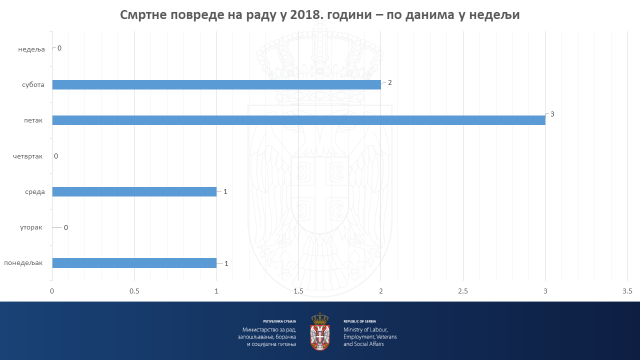 Смртне повреде на раду у 2018. години – по данима у недељи
недеља 0
субота 2
петак 3
четвртак 0
среда 1
уторак 0
понедељак 1
0 0.5 1 1.5 2 2.5 3 3.5
РЕПУБЛИКА СРБИЈА
Министарство за рад,
запошљавање, борачка
и социјална питања
REPUBLIC OF SERBIA
Ministry of Labour,
Employment, Veterans
and Social Affairs